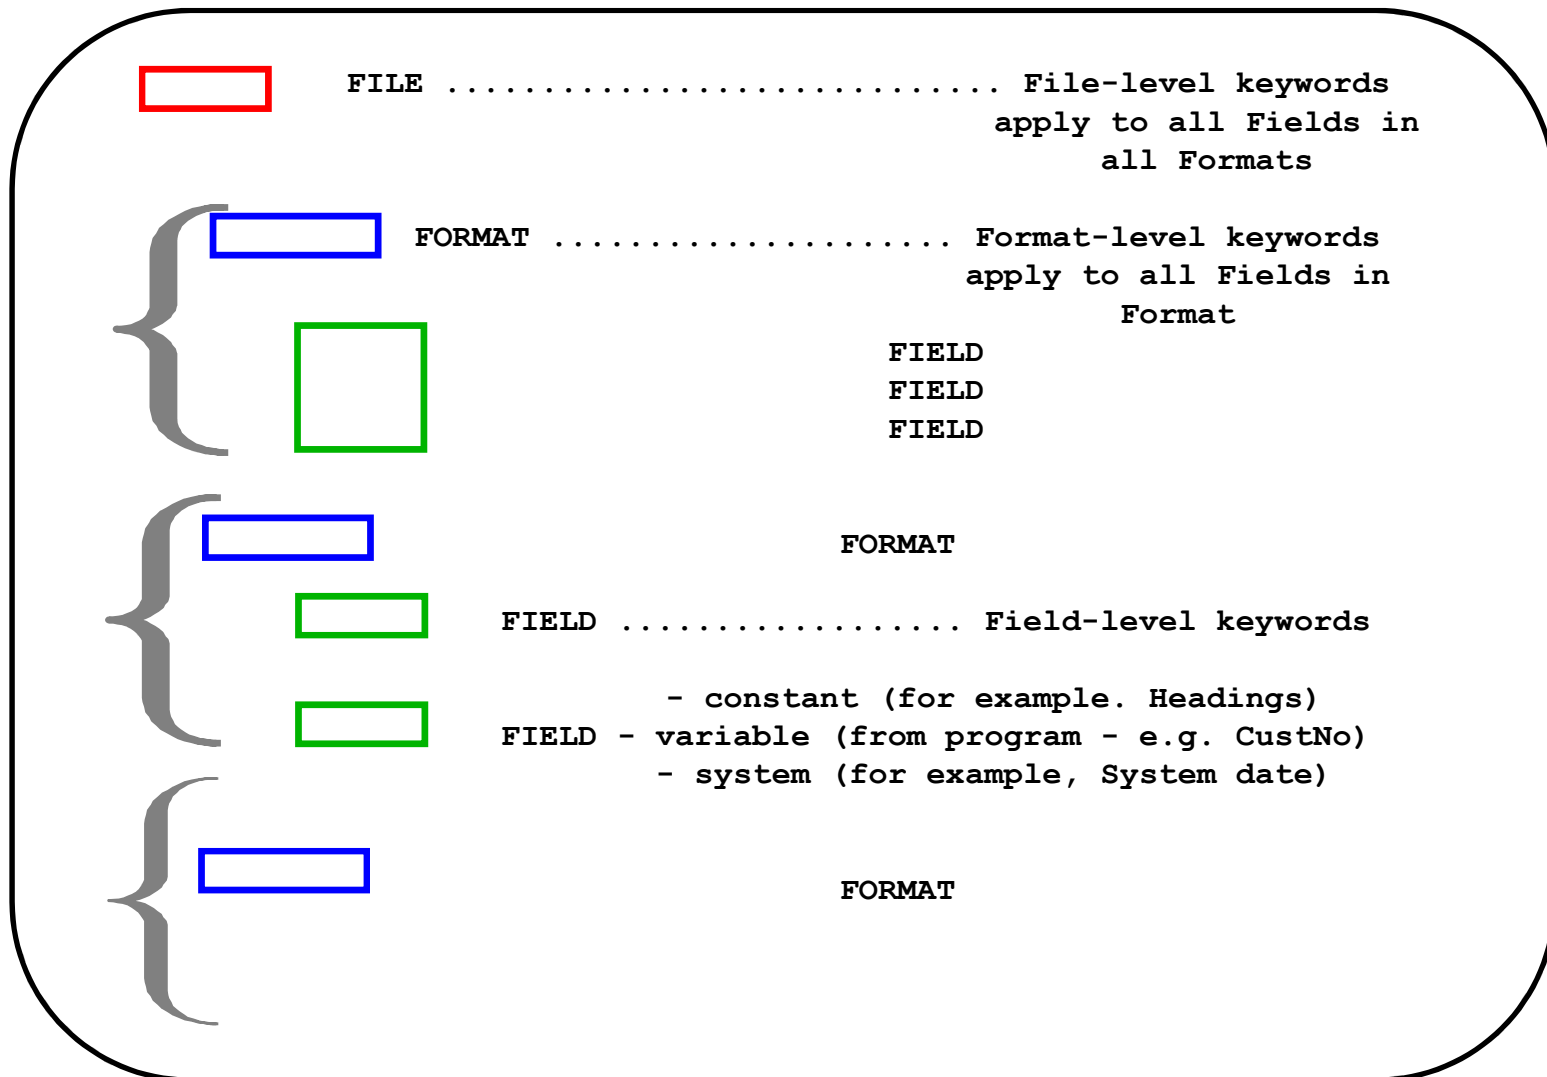 FILE ............................. File-level keywords
apply to all Fields in
all Formats
FORMAT ..................... Format-level keywords
apply to all Fields in
Format
FIELD
FIELD
FIELD
FORMAT
FIELD .................. Field-level keywords
- constant (for example. Headings)
FIELD - variable (from program - e.g. CustNo)
- system (for example, System date)
FORMAT